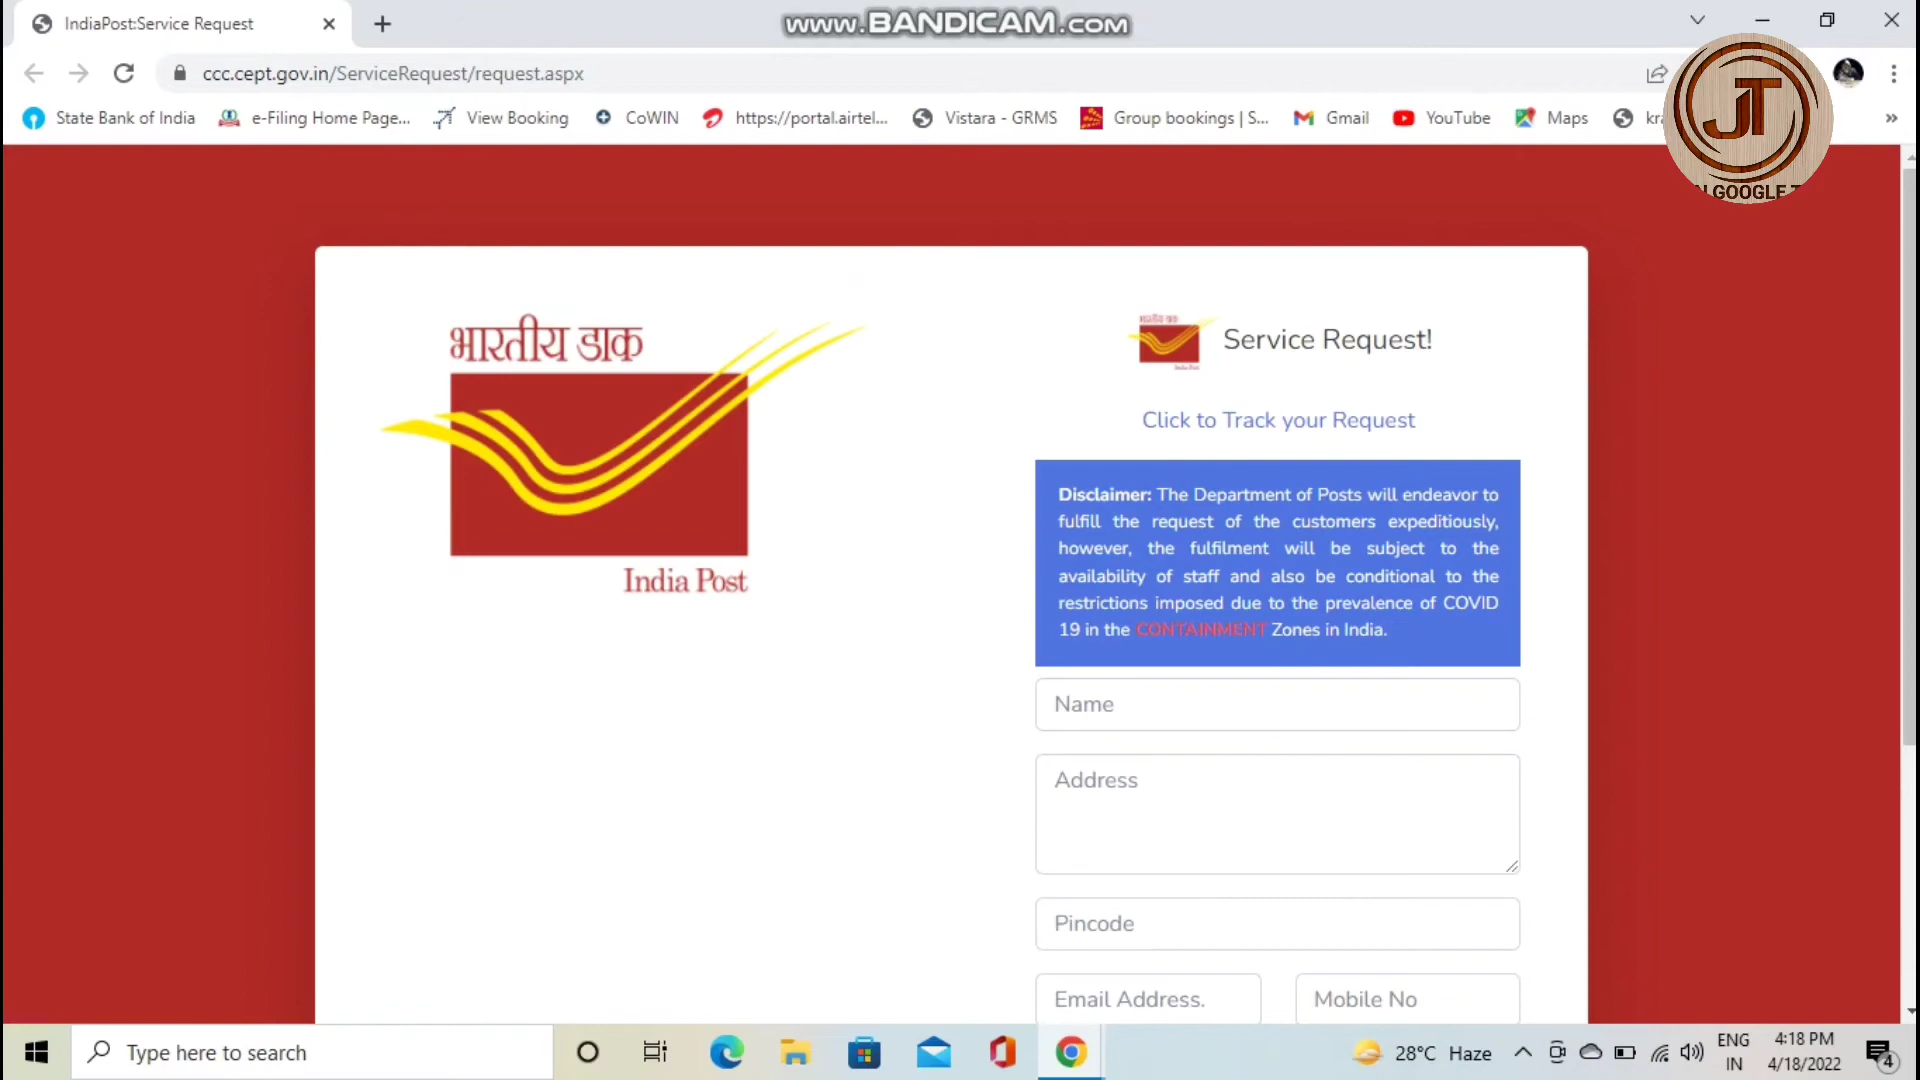 IndiaPost:Service Request
www.BANDICAM.com
ccc.cept.gov.in/ServiceRequest/request.aspx
State Bank of India
e-Filing Home Page...
View Booking
CoWIN
https://portal.airtel...
Vistara - GRMS
Group bookings | S...
Gmail
YouTube
Maps
JT
GOOGLE
भारतीय डाक
India Post
भारतीय डाक
India Post
Service Request!
Click to Track your Request
Disclaimer: The Department of Posts will endeavor to
fulfill the request of the customers expeditiously,
however, the fulfilment will be subject to the
availability of staff and also be conditional to the
restrictions imposed due to the prevalence of COVID
19 in the CONTAINMENT Zones in India.
Name
Address
Pincode
Email Address.
Mobile No
Type here to search
28°C Haze
ENG
IN
4:18 PM
4/18/2022
4